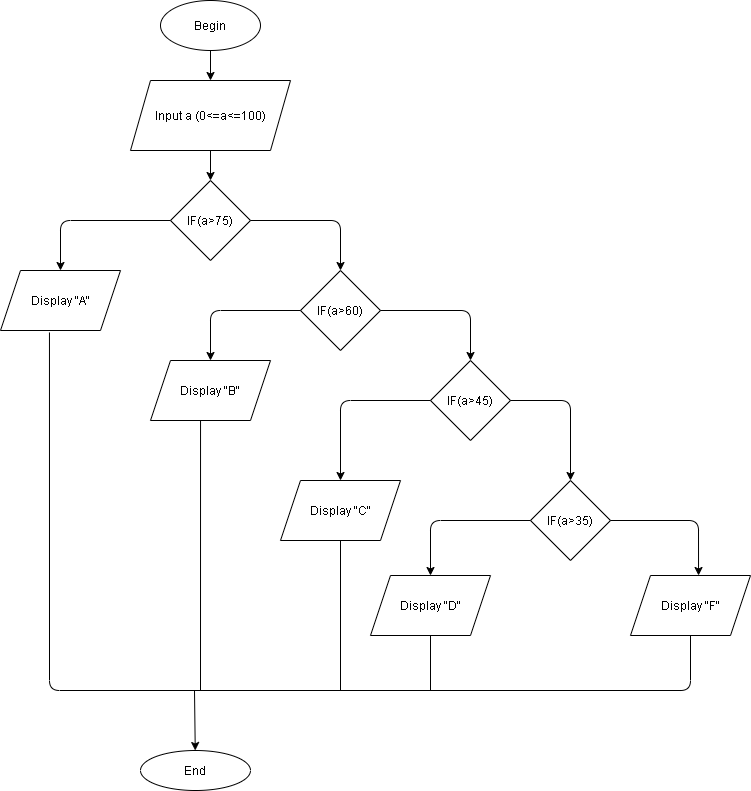 Begin
Input a (0<=a<=100)
IF(a>75)
Display "A"
IF(a>60)
Display "B"
IF(a>45)
Display "C"
IF(a>35)
Display "D"
Display "F"
End